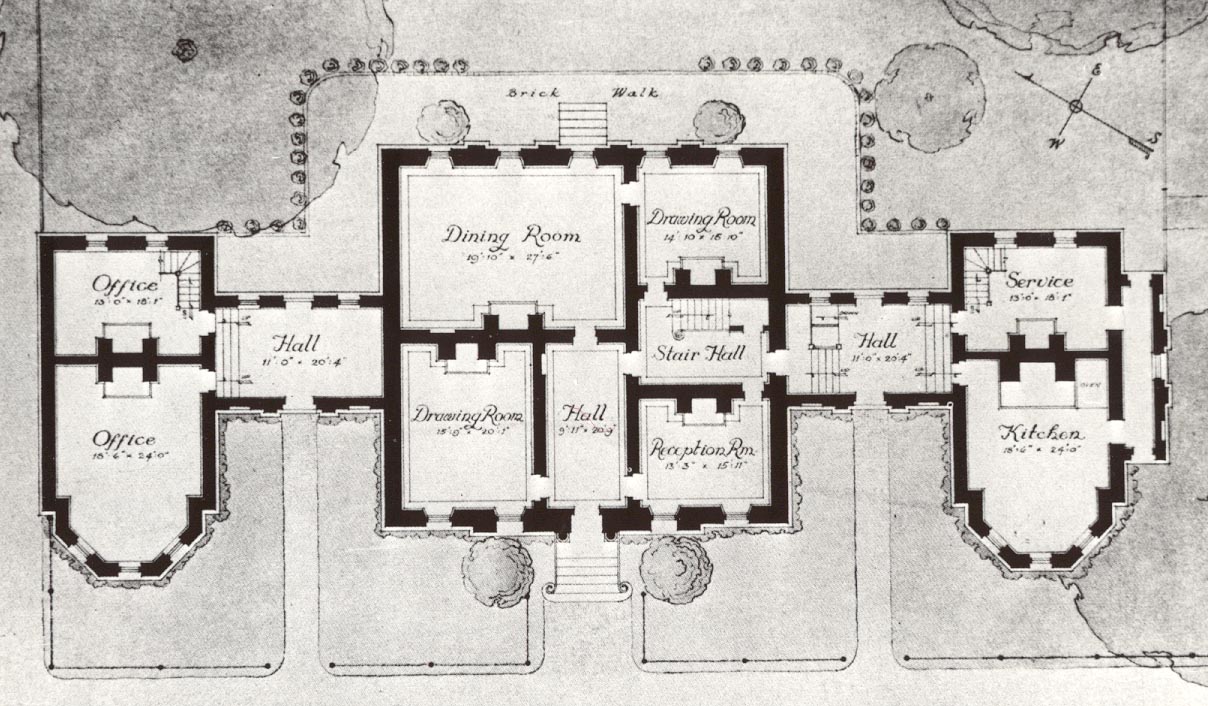 Brick Walk
E
W
S
Dining Room
19'-10" x 27'-6"
Drawing Room
14'-10" x 15'-10"
Office
13'-0" x 18'-1"
Hall
11'-0" x 20'-4"
Stair Hall
DOWN
Hall
11'-0" x 20'-4"
Service
13'-0" x 18'-1"
Office
18'-6" x 24'-0"
Drawing Room
15'-9" x 20'-1"
Hall
9'-11" x 20'-9"
Reception Rm.
13'-3" x 15'-11"
OVEN
Kitchen
18'-6" x 24'-0"